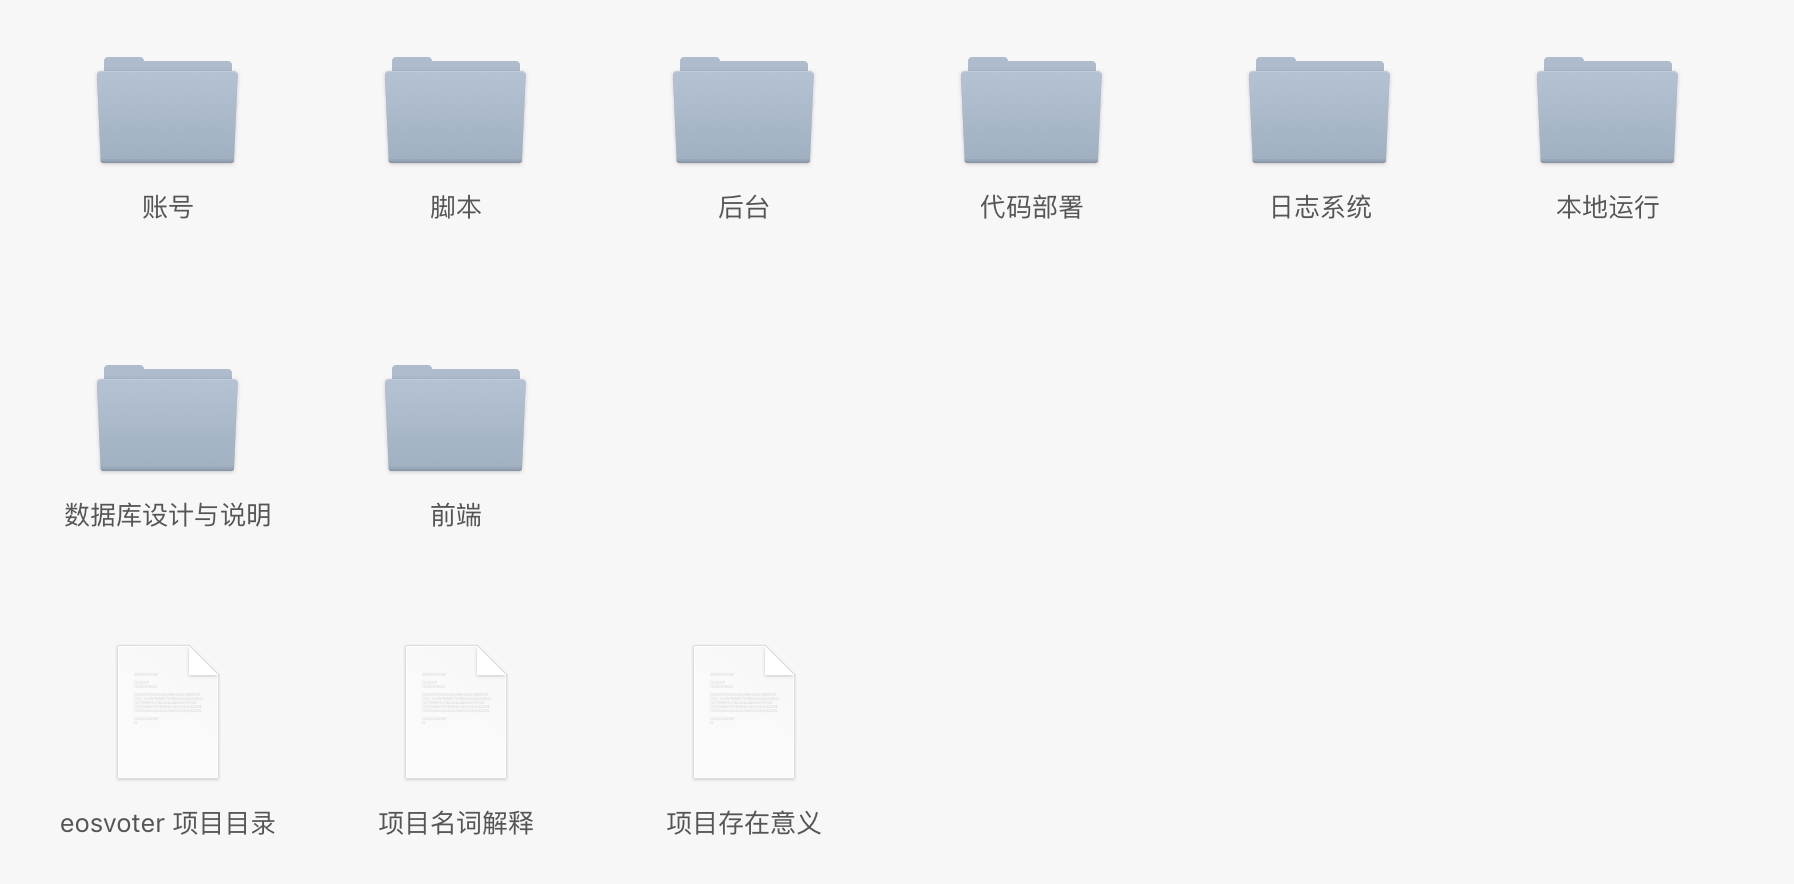 账号
脚本
后台
代码部署
日志系统
本地运行
数据库设计与说明
前端
eosvoter 项目目录
项目名词解释
项目存在意义